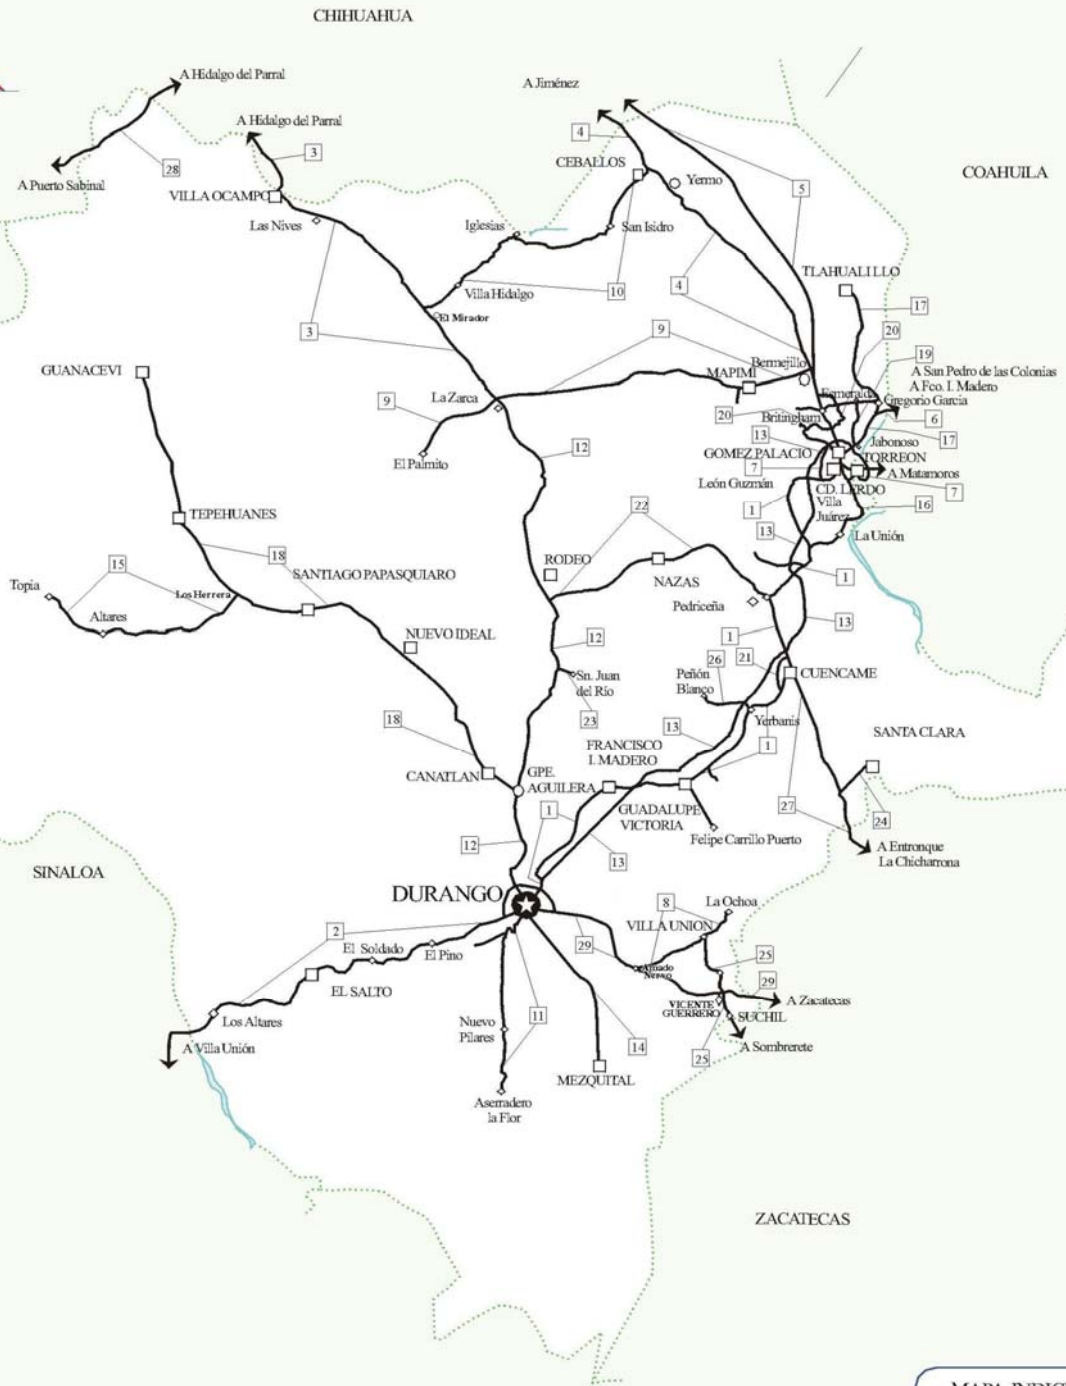 CHIHUAHUA
A Hidalgo del Parral
A Jiménez
A Hidalgo del Parral
4
3
28
CEBALLOS
COAHUILA
A Puerto Sabinal
Yermo
5
VILLA OCAMPO
Las Nives
Iglesias
San Isidro
TLAHUALILLO
4
10
Villa Hidalgo
17
El Mirador
3
9
20
19
Bermejillo
GUANACEVI
MAPIMI
A San Pedro de las Colonias
A Fco. I. Madero
Esmeralda
Gregorio Garcia
9
La Zarca
20
Britingham
6
13
12
Jabonoso
17
GOMEZ PALACIO
TORREON
El Palmito
7
A Matamoros
León Guzmán
CD. LERDO
7
Villa
Juárez
22
1
16
TEPEHUANES
13
La Unión
18
RODEO
15
SANTIAGO PAPASQUIARO
NAZAS
1
Topia
Los Herrera
Pedriceña
Altares
13
NUEVO IDEAL
12
1
26
21
Sn. Juan
del Río
Peñón
Blanco
CUENCAME
18
23
13
Yerbanis
SANTA CLARA
FRANCISCO
I. MADERO
1
CANATLAN
GPE.
AGUILERA
1
GUADALUPE
VICTORIA
27
24
12
Felipe Carrillo Puerto
A Entronque
La Chicharrona
13
SINALOA
DURANGO
8
La Ochoa
2
VILLA UNION
El Soldado
El Pino
29
25
Amado
Nervo
29
EL SALTO
VICENTE
GUERRERO
A Zacatecas
Los Altares
Nuevo
Pilares
11
SUCHIL
A Villa Unión
14
25
A Sombrerete
MEZQUITAL
Aserradero
la Flor
ZACATECAS